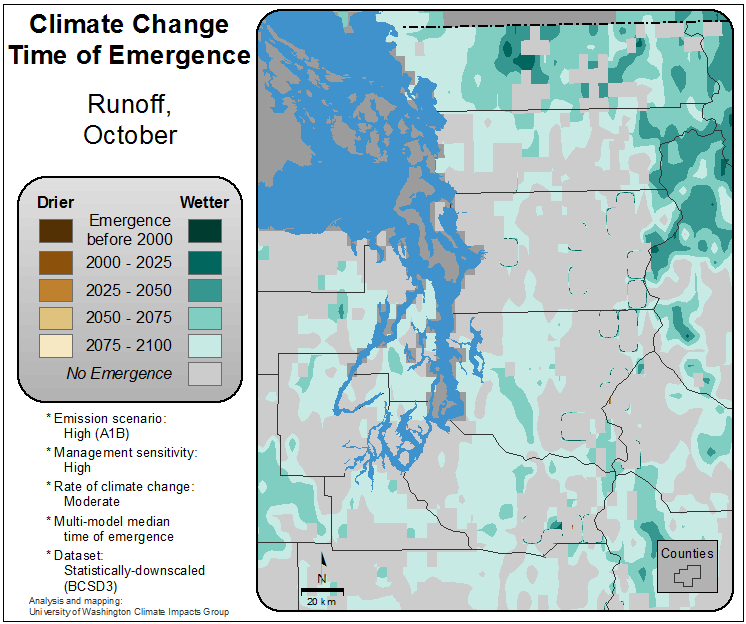 Climate Change
Time of Emergence
Runoff,
October
Drier Wetter
Emergence
before 2000
2000 - 2025
2025 - 2050
2050 - 2075
2075 - 2100
No Emergence
* Emission scenario:
High (A1B)
* Management sensitivity:
High
* Rate of climate change:
Moderate
* Multi-model median
time of emergence
* Dataset:
Statistically-downscaled
(BCSD3)
Analysis and mapping:
University of Washington Climate Impacts Group
N
20 km
Counties